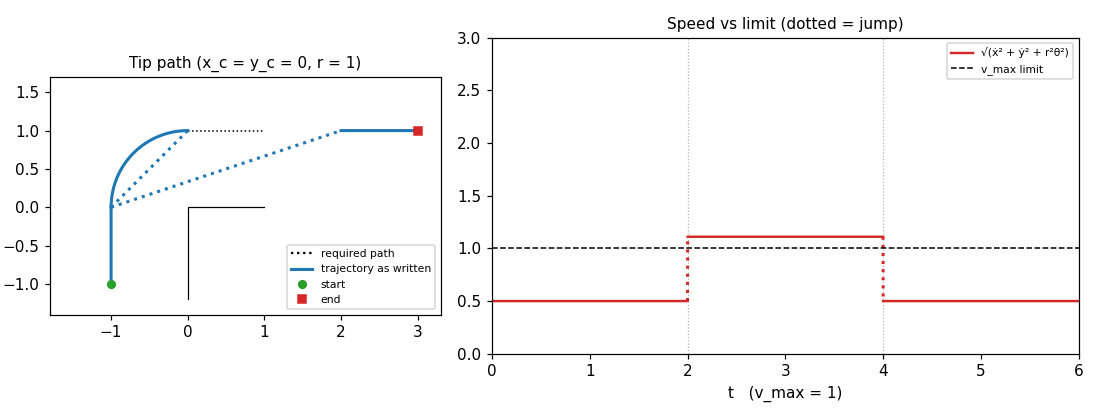 Tip path (x_c = y_c = 0, r = 1)
1.5
1.0
0.5
0.0
−0.5
−1.0
−1
0
1
2
3
required path
trajectory as written
start
end
Speed vs limit (dotted = jump)
3.0
2.5
2.0
1.5
1.0
0.5
0.0
0
1
2
3
4
5
6
t (v_max = 1)
√(ẋ² + ẏ² + r²θ̇²)
v_max limit